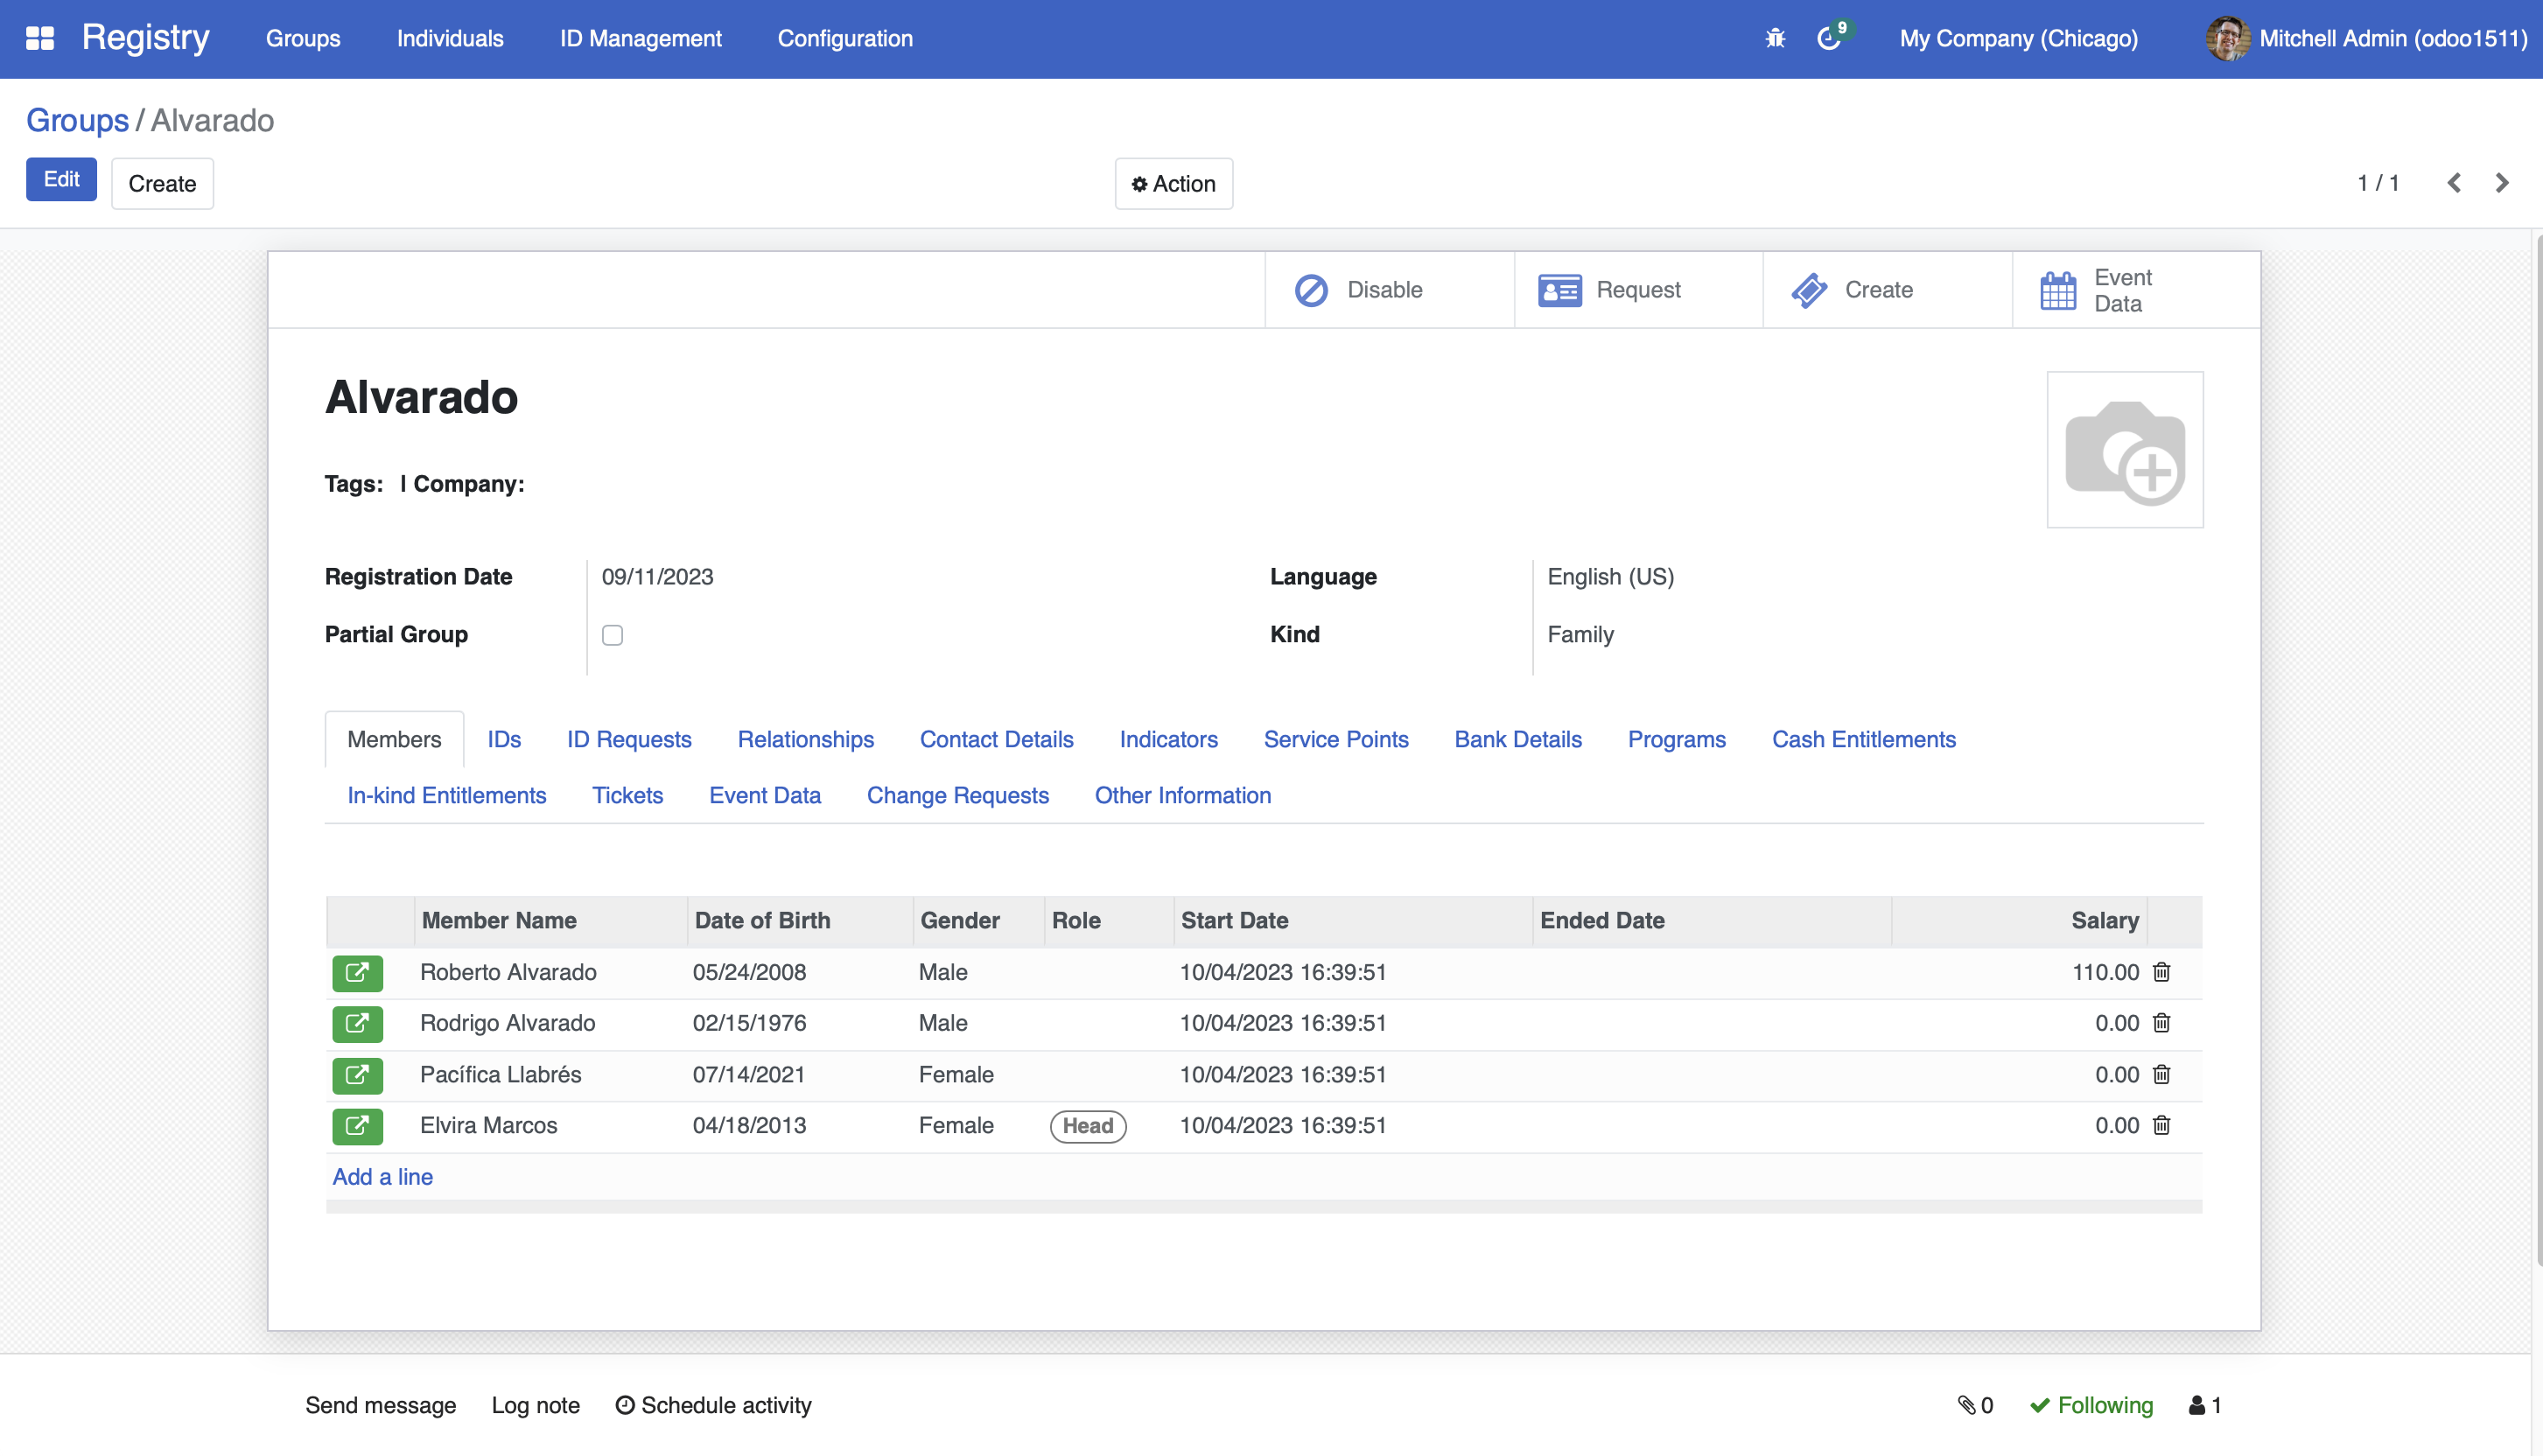 Registry Groups Individuals ID Management Configuration 9 My Company (Chicago) Mitchell Admin (odoo1511)
Groups / Alvarado
Edit Create Action 1 / 1
Disable Request Create Event Data
Alvarado
Tags: | Company:
Registration Date 09/11/2023 Language English (US)
Partial Group Kind Family
Members IDs ID Requests Relationships Contact Details Indicators Service Points Bank Details Programs Cash Entitlements
In-kind Entitlements Tickets Event Data Change Requests Other Information
Member Name Date of Birth Gender Role Start Date Ended Date Salary
Roberto Alvarado 05/24/2008 Male 10/04/2023 16:39:51 110.00
Rodrigo Alvarado 02/15/1976 Male 10/04/2023 16:39:51 0.00
Pacífica Llabrés 07/14/2021 Female 10/04/2023 16:39:51 0.00
Elvira Marcos 04/18/2013 Female Head 10/04/2023 16:39:51 0.00
Add a line
Send message Log note Schedule activity 0 Following 1